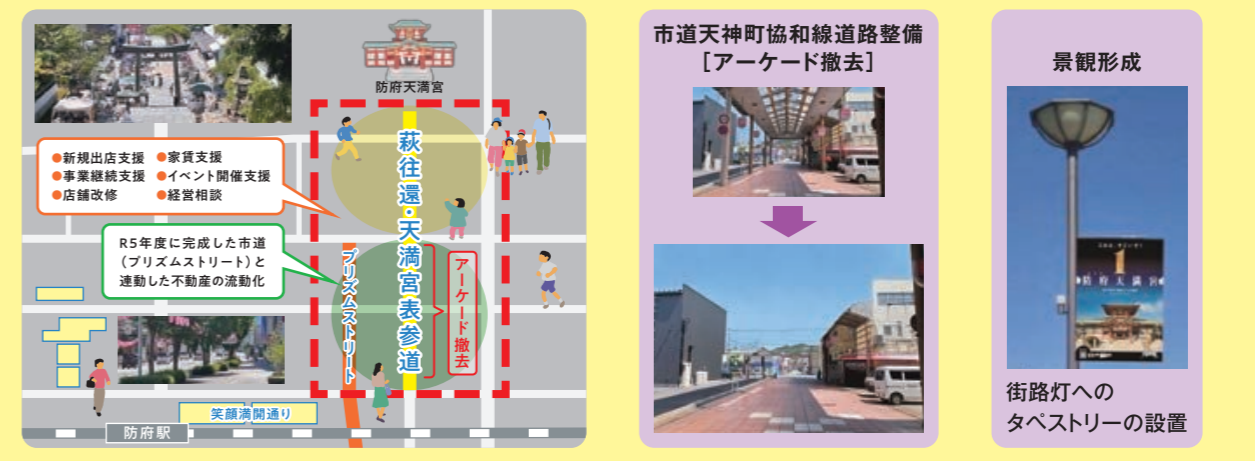 防府天満宮
●新規出店支援 ●家賃支援
●事業継続支援 ●イベント開催支援
●店舗改修 ●経営相談
R5年度に完成した市道
（プリズムストリート）と
連動した不動産の流動化
萩往還・天満宮表参道
プリズムストリート
アーケード撤去
笑顔満開通り
防府駅
市道天神町協和線道路整備
［アーケード撤去］
景観形成
1
防府天満宮
街路灯への
タペストリーの設置